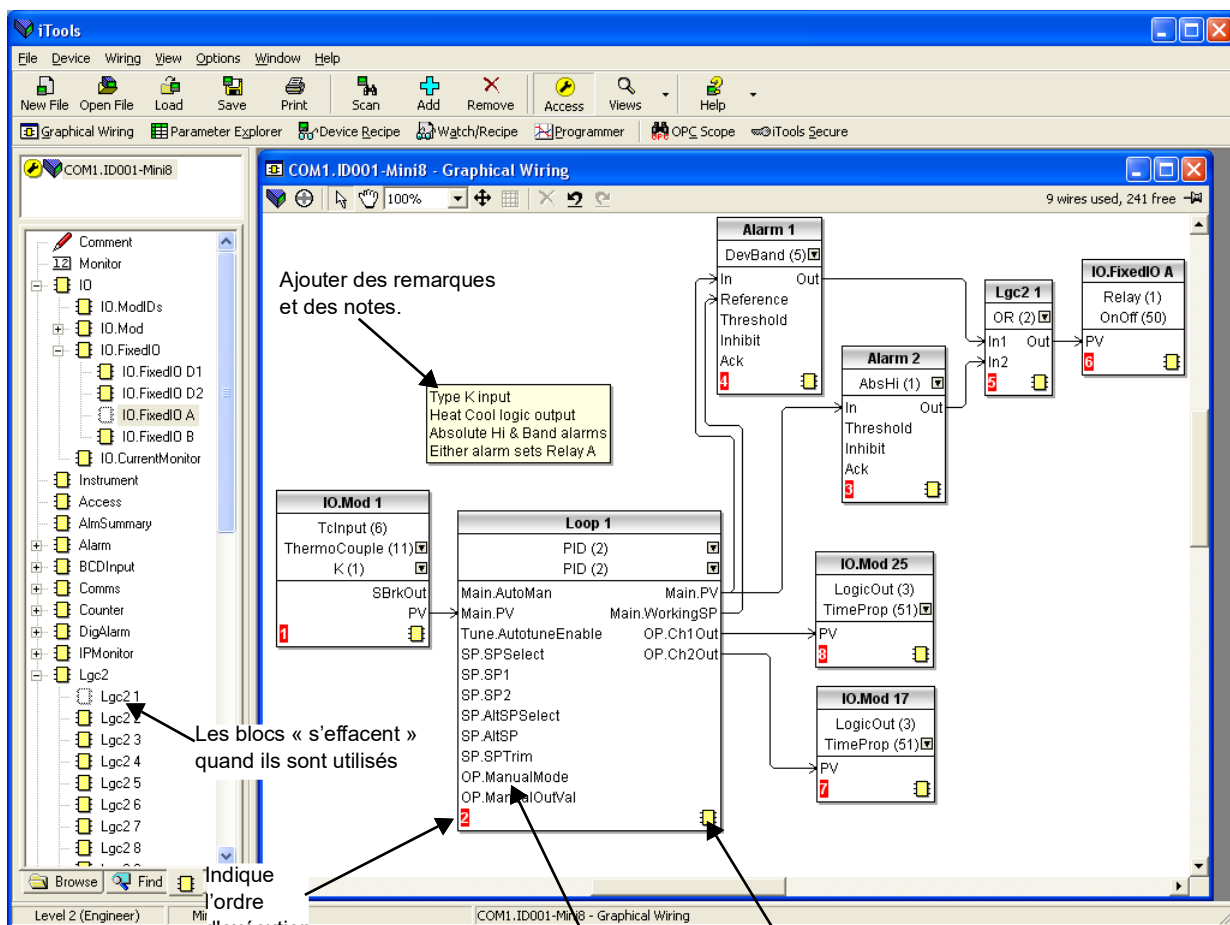 iTools
File Device Wiring View Options Window Help
New File Open File Load Save Print Scan Add Remove Access Views Help
Graphical Wiring Parameter Explorer Device Recipe Watch/Recipe Programmer OPC Scope iTools Secure
COM1.ID001-Mini8
Comment
12 Monitor
IO
IO.ModIDs
IO.Mod
IO.FixedIO
IO.FixedIO D1
IO.FixedIO D2
IO.FixedIO A
IO.FixedIO B
IO.CurrentMonitor
Instrument
Access
AlmSummary
Alarm
BCDInput
Comms
Counter
DigAlarm
IPMonitor
Lgc2
Lgc2 1
Lgc2 2
Lgc2 3
Lgc2 4
Lgc2 5
Lgc2 6
Lgc2 7
Lgc2 8
Browse Find
COM1.ID001-Mini8 - Graphical Wiring
100%
9 wires used, 241 free
Ajouter des remarques
et des notes.
Type K input
Heat Cool logic output
Absolute Hi & Band alarms
Either alarm sets Relay A
Alarm 1
DevBand (5)
In Out
Reference
Threshold
Inhibit
Ack
4
Alarm 2
AbsHi (1)
In Out
Threshold
Inhibit
Ack
3
Lgc2 1
OR (2)
In1 Out
In2
5
IO.FixedIO A
Relay (1)
OnOff (50)
PV
6
IO.Mod 1
TcInput (6)
ThermoCouple (11)
K (1)
SBrkOut
PV
1
Loop 1
PID (2)
PID (2)
Main.AutoMan Main.PV
Main.PV Main.WorkingSP
Tune.AutotuneEnable OP.Ch1Out
SP.SPSelect OP.Ch2Out
SP.SP1
SP.SP2
SP.AltSPSelect
SP.AltSP
SP.SPTrim
OP.ManualMode
OP.ManualOutVal
2
IO.Mod 25
LogicOut (3)
TimeProp (51)
PV
8
IO.Mod 17
LogicOut (3)
TimeProp (51)
PV
7
Les blocs « s’effacent »
quand ils sont utilisés
Indique
l’ordre
d'exécution
Level 2 (Engineer) COM1.ID001-Mini8 - Graphical Wiring